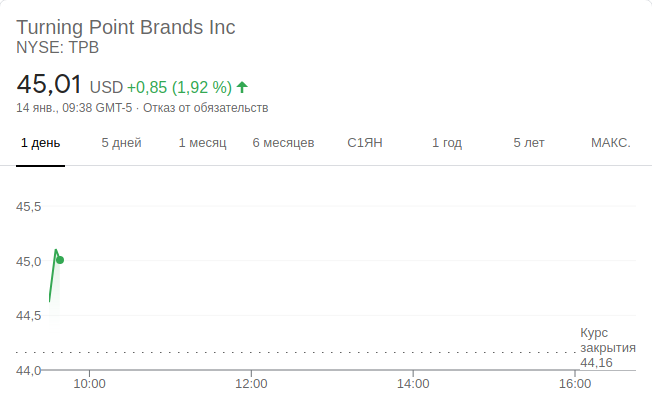 Turning Point Brands Inc
NYSE: TPB
45,01 USD +0,85 (1,92 %)
14 янв., 09:38 GMT-5 · Отказ от обязательств
1 день 5 дней 1 месяц 6 месяцев С1ЯН 1 год 5 лет МАКС.
45,5
45,0
44,5
Курс
закрытия
44,16
44,0
10:00 12:00 14:00 16:00